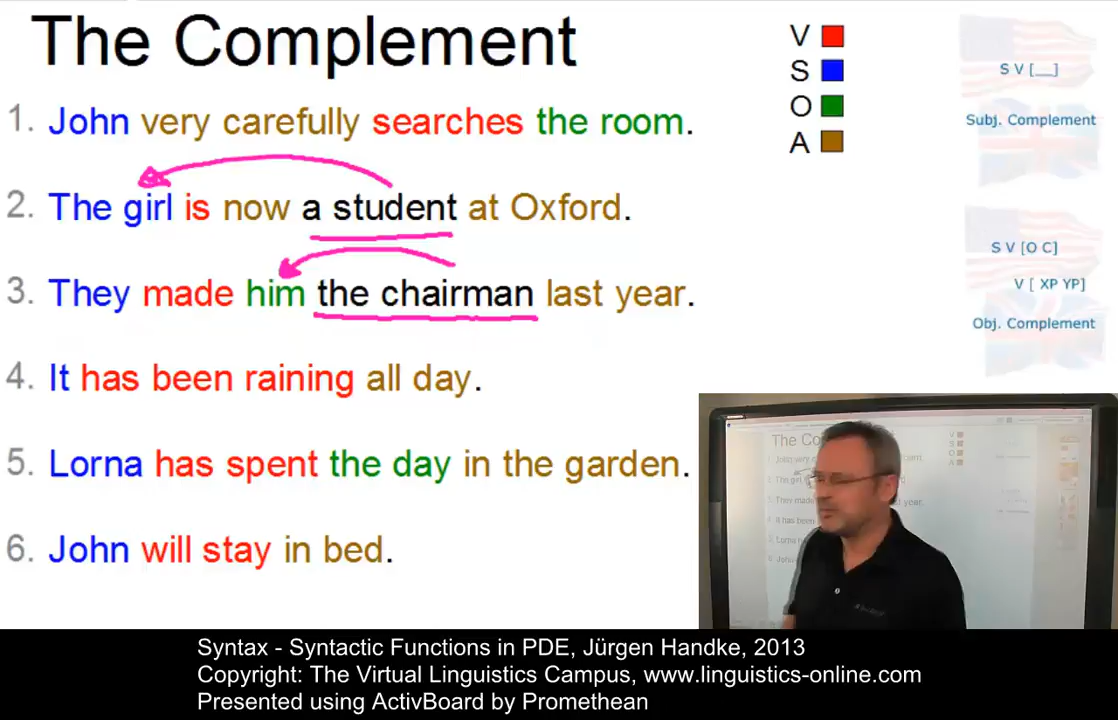 The Complement
V
S
O
A
1. John very carefully searches the room.
2. The girl is now a student at Oxford.
3. They made him the chairman last year.
4. It has been raining all day.
5. Lorna has spent the day in the garden.
6. John will stay in bed.
S V [__]
Subj. Complement
S V [O C]
V [ XP YP]
Obj. Complement
The Co
Syntax - Syntactic Functions in PDE, Jürgen Handke, 2013
Copyright: The Virtual Linguistics Campus, www.linguistics-online.com
Presented using ActivBoard by Promethean